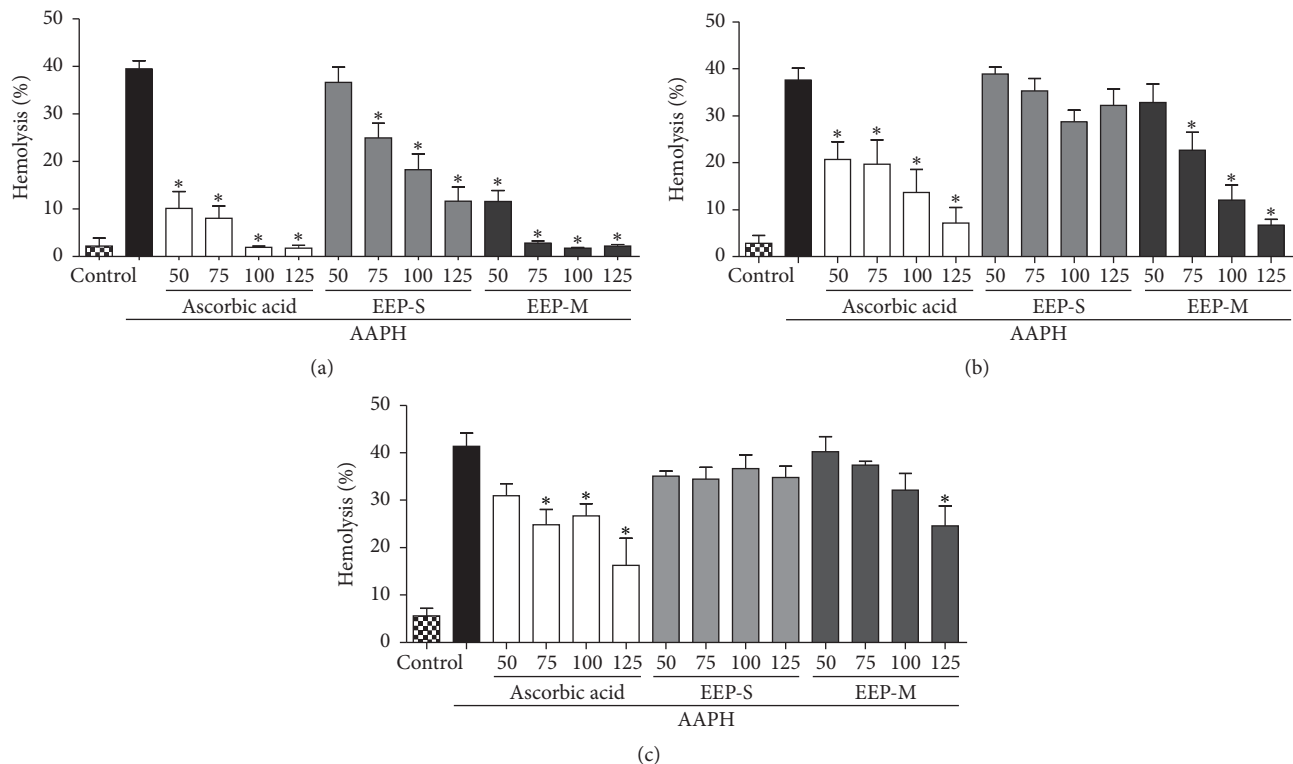 50
40
30
20
10
0
Hemolysis (%)
* * * * * * * * * * *
Control 50 75 100 125 50 75 100 125 50 75 100 125
Ascorbic acid EEP-S EEP-M
AAPH
(a)
50
40
30
20
10
0
Hemolysis (%)
* * * * * * *
Control 50 75 100 125 50 75 100 125 50 75 100 125
Ascorbic acid EEP-S EEP-M
AAPH
(b)
50
40
30
20
10
0
Hemolysis (%)
* * * *
Control 50 75 100 125 50 75 100 125 50 75 100 125
Ascorbic acid EEP-S EEP-M
AAPH
(c)